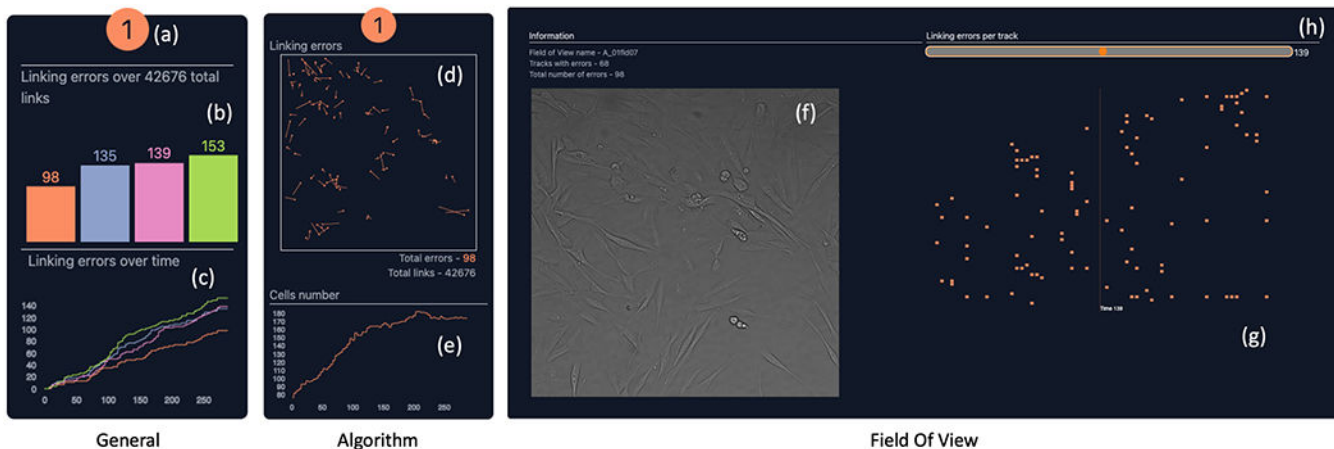 1
(a)
Linking errors over 42676 total
links
(b)
98
135
139
153
Linking errors over time
(c)
140
120
100
80
60
40
20
0
0 50 100 150 200 250
General
1
Linking errors
(d)
Total errors - 98
Total links - 42676
Cells number
180
170
160
150
140
130
120
110
100
90
80
(e)
0 50 100 150 200 250
Algorithm
Information
Field of View name - A_01fld07
Tracks with errors - 68
Total number of errors - 98
(f)
Linking errors per track
(h)
139
Time 139
(g)
Field Of View